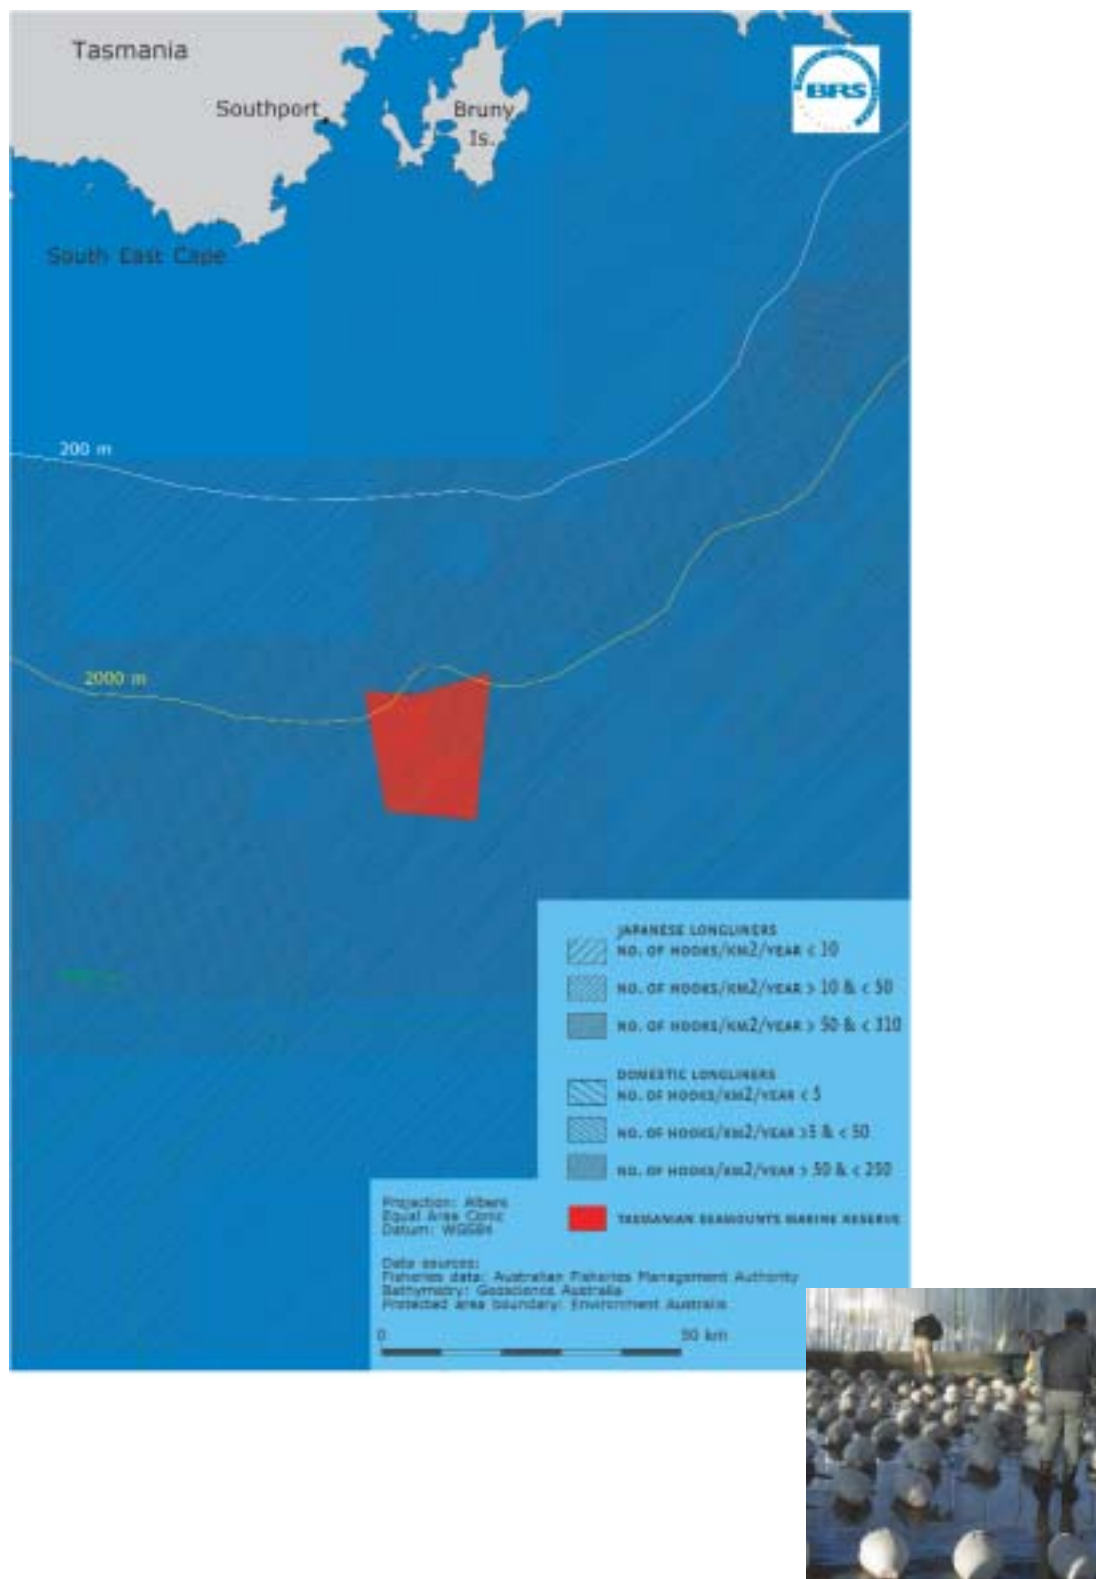 Tasmania
Southport
Bruny
Is.
BRS
South East Cape
200 m
2000 m
JAPANESE LONGLINERS
NO. OF HOOKS/KM2/YEAR < 10
NO. OF HOOKS/KM2/YEAR > 10 & < 50
NO. OF HOOKS/KM2/YEAR > 50 & < 310
DOMESTIC LONGLINERS
NO. OF HOOKS/KM2/YEAR < 5
NO. OF HOOKS/KM2/YEAR >5 & < 50
NO. OF HOOKS/KM2/YEAR > 50 & < 250
TASMANIAN SEAMOUNTS MARINE RESERVE
Projection: Albers
Equal Area Conic
Datum: WGS84
Data sources:
Fisheries data: Australian Fisheries Management Authority
Bathymetry: Geoscience Australia
Protected area boundary: Environment Australia
0 50 km